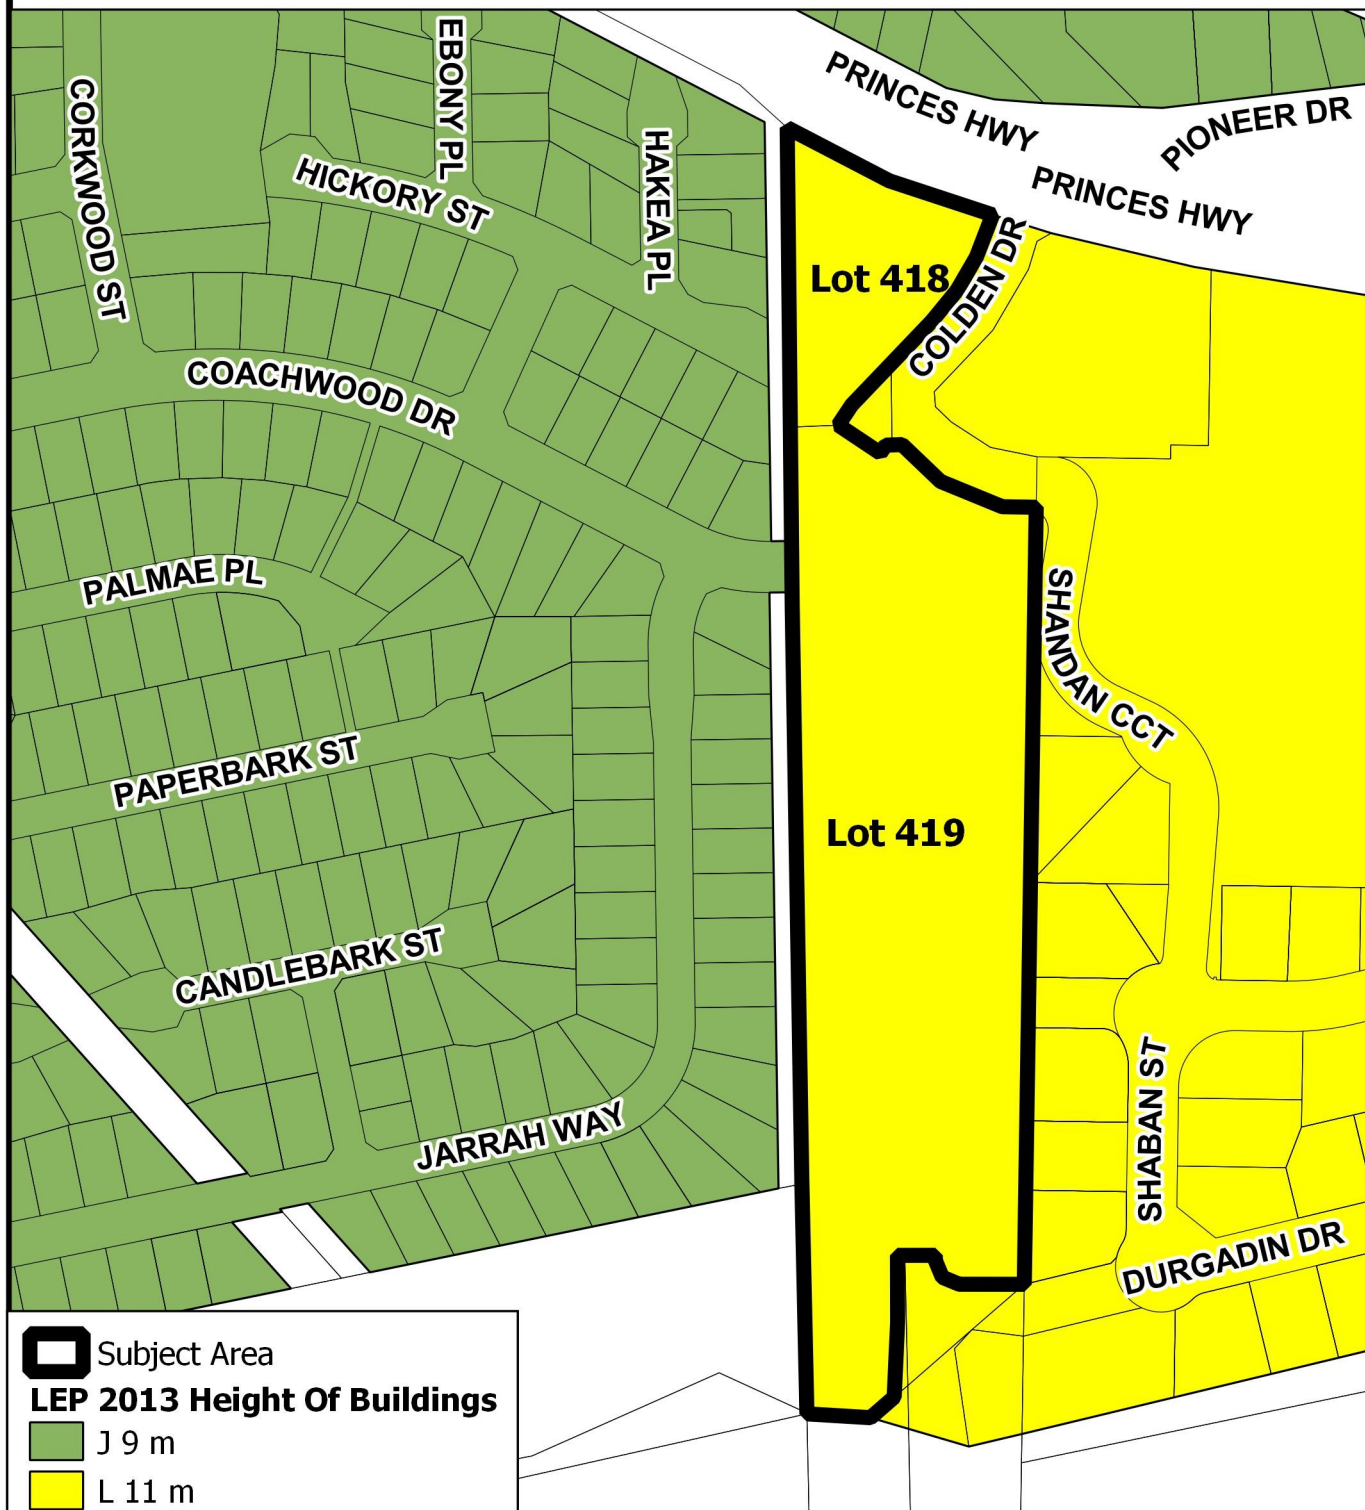 EBONY PL
PRINCES HWY
PIONEER DR
CORKWOOD ST
HICKORY ST
HAKEA PL
PRINCES HWY
Lot 418
COLDEN DR
COACHWOOD DR
PALMAE PL
SHANDAN CCT
PAPERBARK ST
Lot 419
CANDLEBARK ST
JARRAH WAY
SHABAN ST
DURGADIN DR
Subject Area
LEP 2013 Height Of Buildings
J 9 m
L 11 m